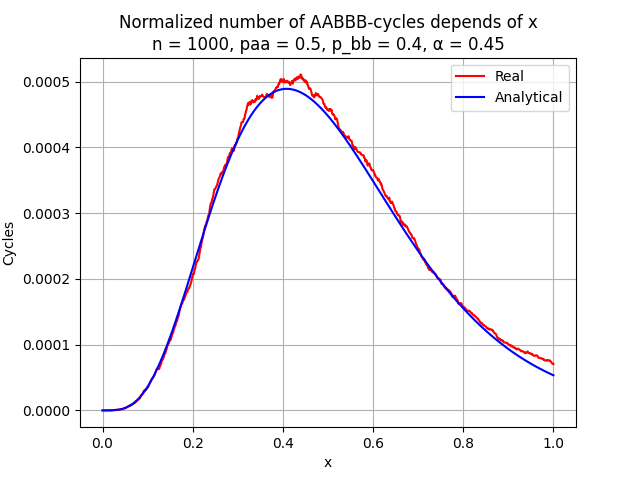 Normalized number of AABBB-cycles depends of x
n = 1000, paa = 0.5, p_bb = 0.4, α = 0.45
Real
Analytical
Cycles
0.0005
0.0004
0.0003
0.0002
0.0001
0.0000
0.0 0.2 0.4 0.6 0.8 1.0
x